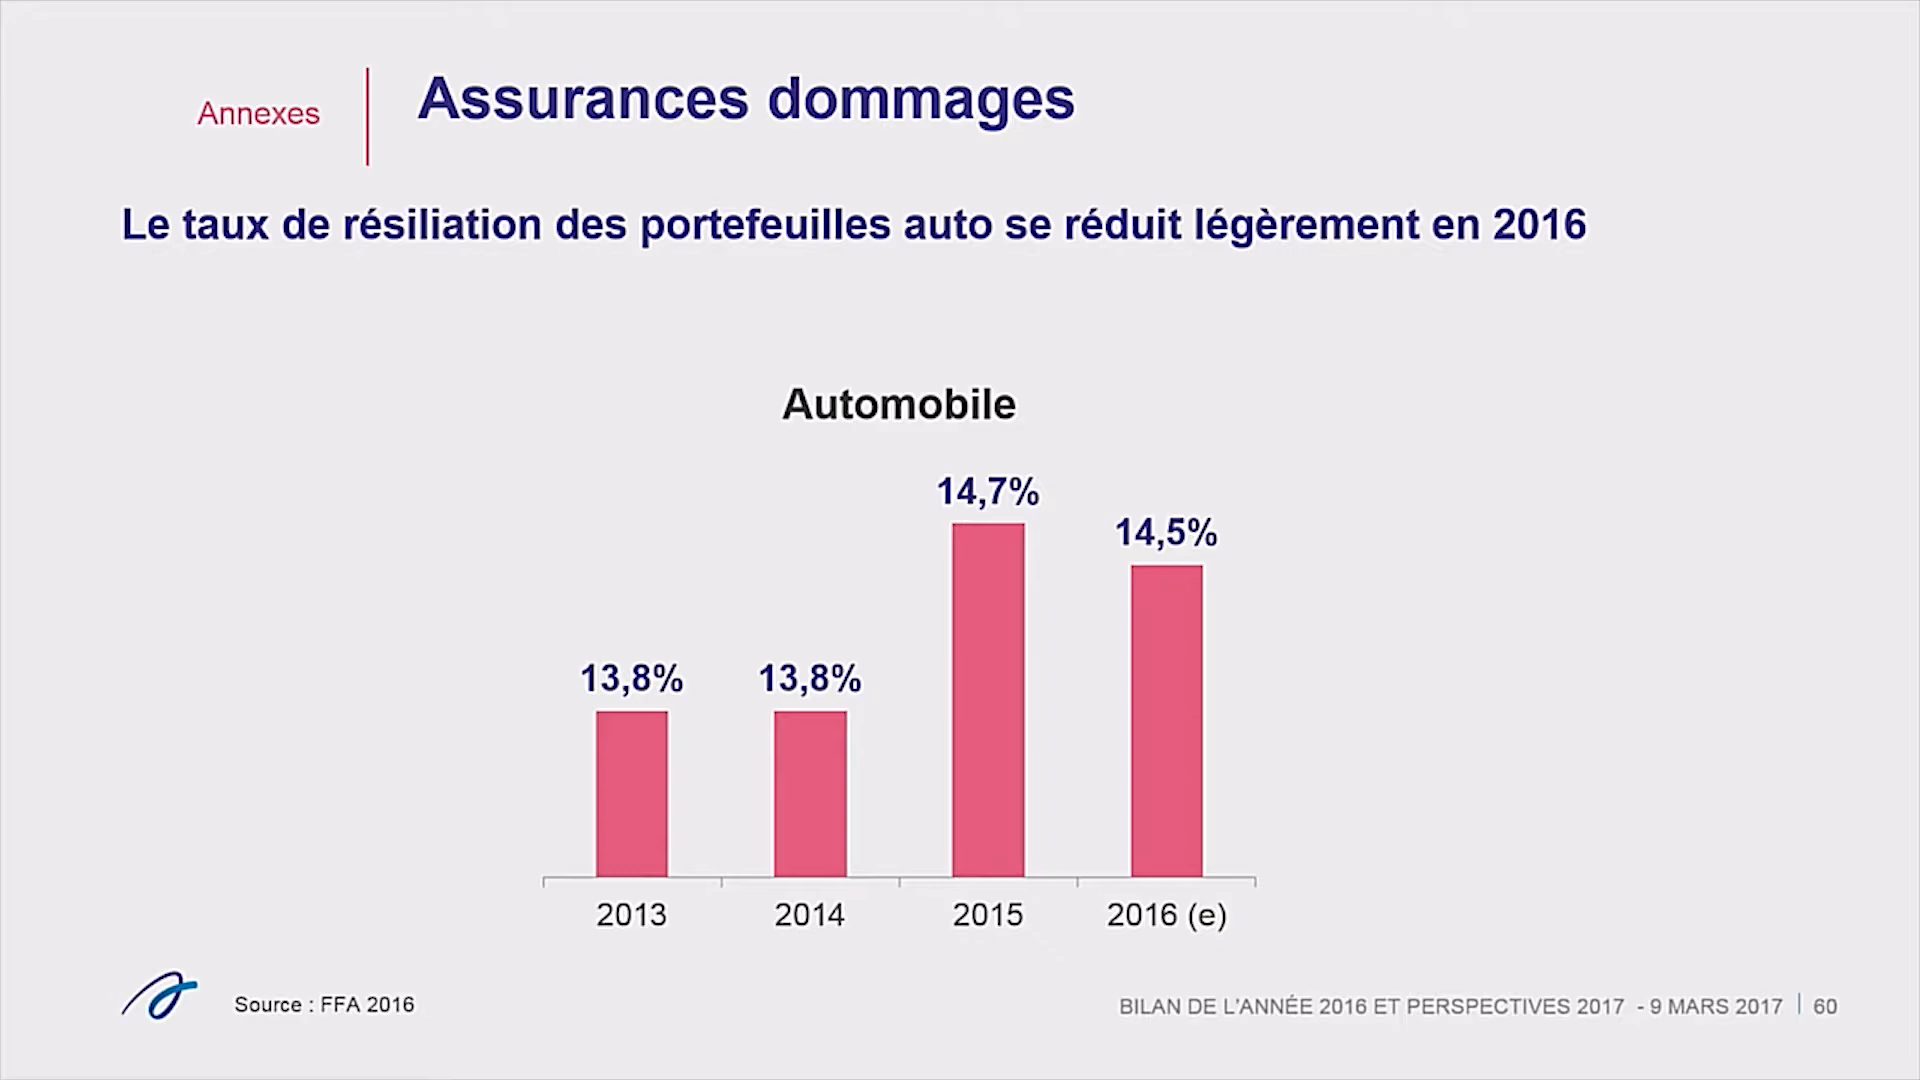 Annexes
Assurances dommages
Le taux de résiliation des portefeuilles auto se réduit légèrement en 2016
Automobile
14,7%
14,5%
13,8%
13,8%
2013
2014
2015
2016 (e)
Source : FFA 2016
BILAN DE L'ANNÉE 2016 ET PERSPECTIVES 2017 - 9 MARS 2017
60